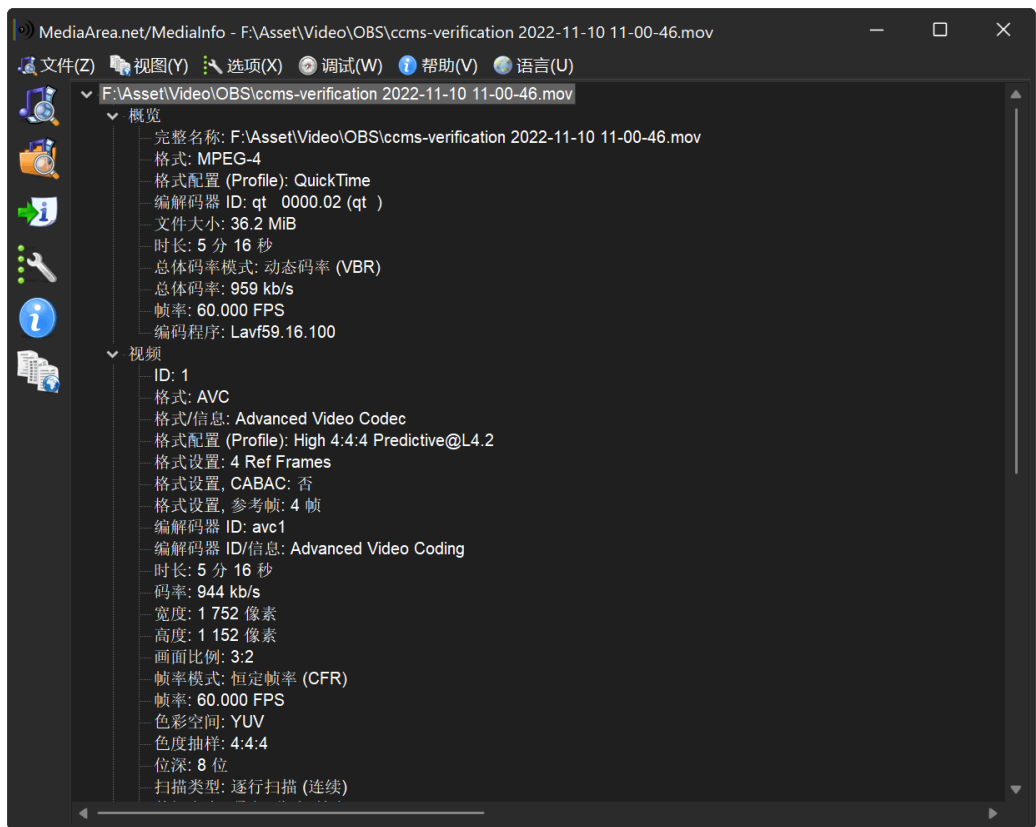 MediaArea.net/MediaInfo - F:\Asset\Video\OBS\ccms-verification 2022-11-10 11-00-46.mov
文件(Z) 视图(Y) 选项(X) 调试(W) 帮助(V) 语言(U)
F:\Asset\Video\OBS\ccms-verification 2022-11-10 11-00-46.mov
概览
完整名称: F:\Asset\Video\OBS\ccms-verification 2022-11-10 11-00-46.mov
格式: MPEG-4
格式配置 (Profile): QuickTime
编解码器 ID: qt   0000.02 (qt  )
文件大小: 36.2 MiB
时长: 5 分 16 秒
总体码率模式: 动态码率 (VBR)
总体码率: 959 kb/s
帧率: 60.000 FPS
编码程序: Lavf59.16.100
视频
ID: 1
格式: AVC
格式/信息: Advanced Video Codec
格式配置 (Profile): High 4:4:4 Predictive@L4.2
格式设置: 4 Ref Frames
格式设置, CABAC: 否
格式设置, 参考帧: 4 帧
编解码器 ID: avc1
编解码器 ID/信息: Advanced Video Coding
时长: 5 分 16 秒
码率: 944 kb/s
宽度: 1 752 像素
高度: 1 152 像素
画面比例: 3:2
帧率模式: 恒定帧率 (CFR)
帧率: 60.000 FPS
色彩空间: YUV
色度抽样: 4:4:4
位深: 8 位
扫描类型: 逐行扫描 (连续)